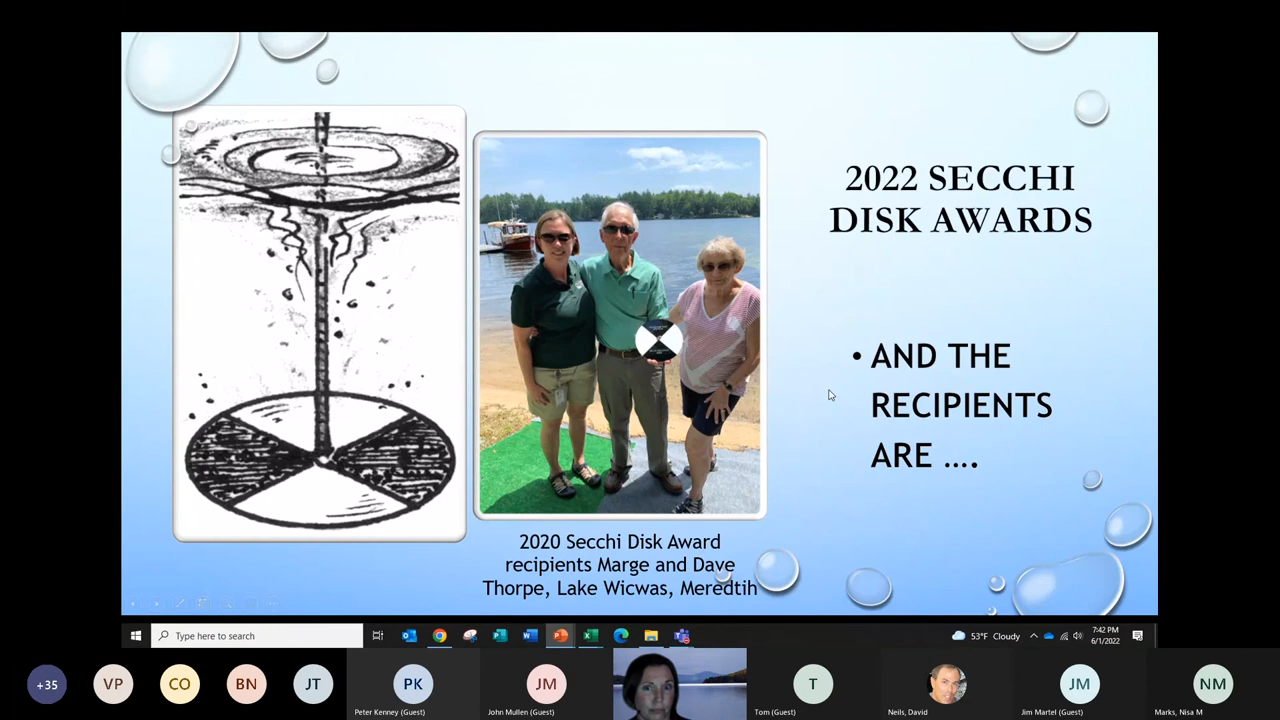 2022 SECCHI
DISK AWARDS
• AND THE
RECIPIENTS
ARE ....
2020 Secchi Disk Award
recipients Marge and Dave
Thorpe, Lake Wicwas, Meredtih
Type here to search
53°F Cloudy
7:42 PM
6/1/2022
+35
VP
CO
BN
JT
PK
Peter Kenney (Guest)
JM
John Mullen (Guest)
T
Tom (Guest)
Neils, David
JM
Jim Martel (Guest)
NM
Marks, Nisa M